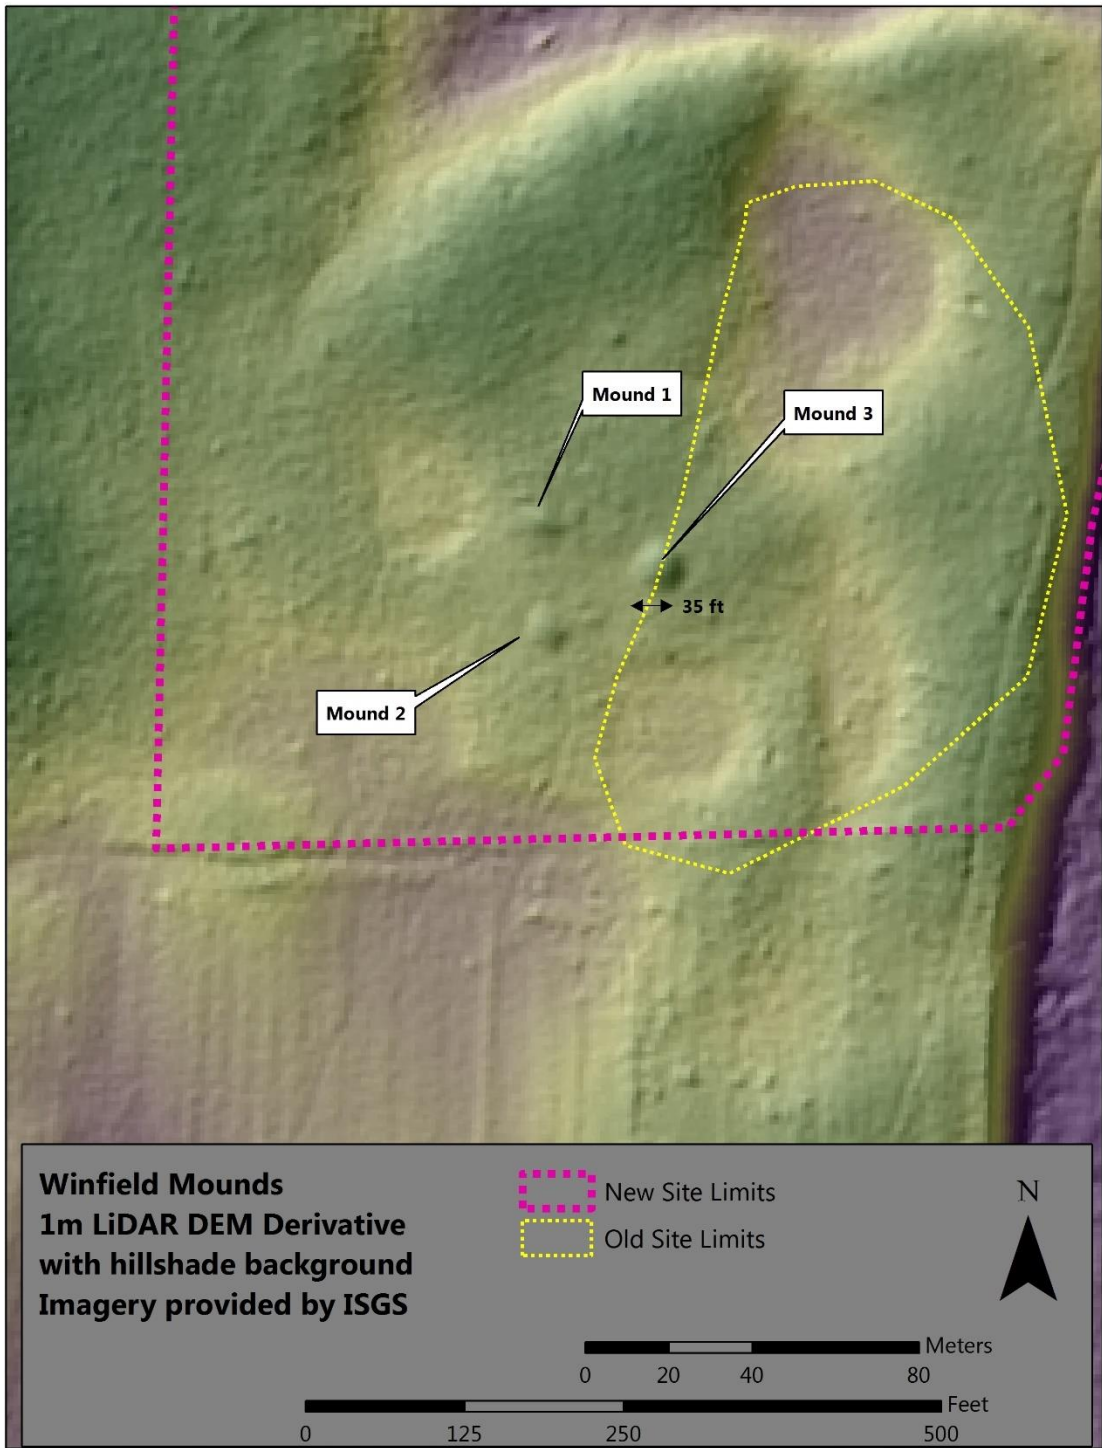 Mound 1
Mound 3
35 ft
Mound 2
Winfield Mounds
1m LiDAR DEM Derivative
with hillshade background
Imagery provided by ISGS
New Site Limits
Old Site Limits
N
Meters
0 20 40 80
Feet
0 125 250 500